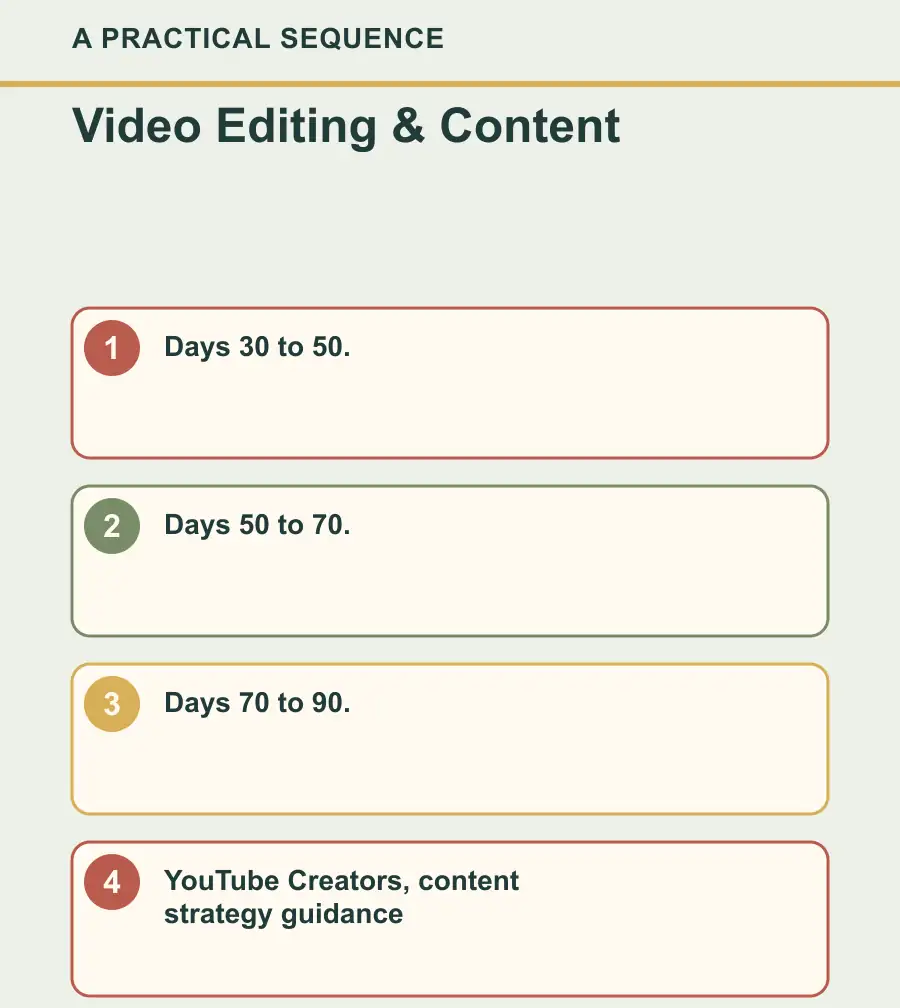 A PRACTICAL SEQUENCE
Video Editing & Content
1
Days 30 to 50.
2
Days 50 to 70.
3
Days 70 to 90.
4
YouTube Creators, content
strategy guidance